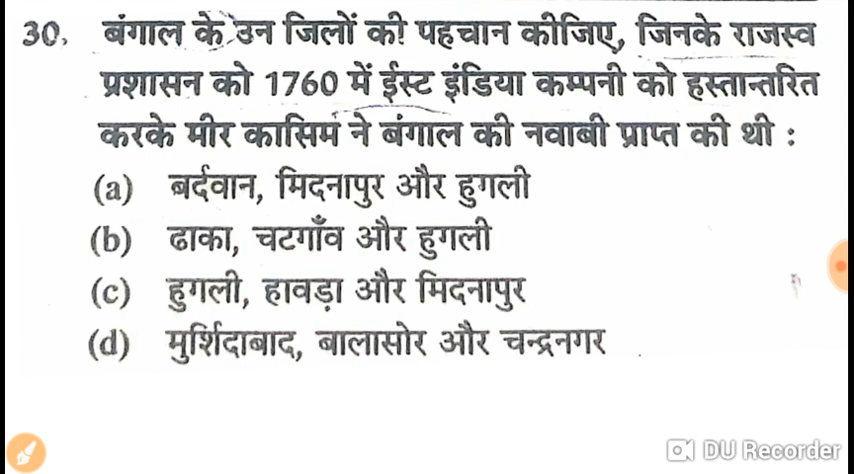 30. बंगाल के उन जिलों की पहचान कीजिए, जिनके राजस्व
प्रशासन को 1760 में ईस्ट इंडिया कम्पनी को हस्तान्तरित
करके मीर कासिम ने बंगाल की नवाबी प्राप्त की थी :
(a) बर्दवान, मिदनापुर और हुगली
(b) ढाका, चटगाँव और हुगली
(c) हुगली, हावड़ा और मिदनापुर
(d) मुर्शिदाबाद, बालासोर और चन्द्रनगर
DU Recorder